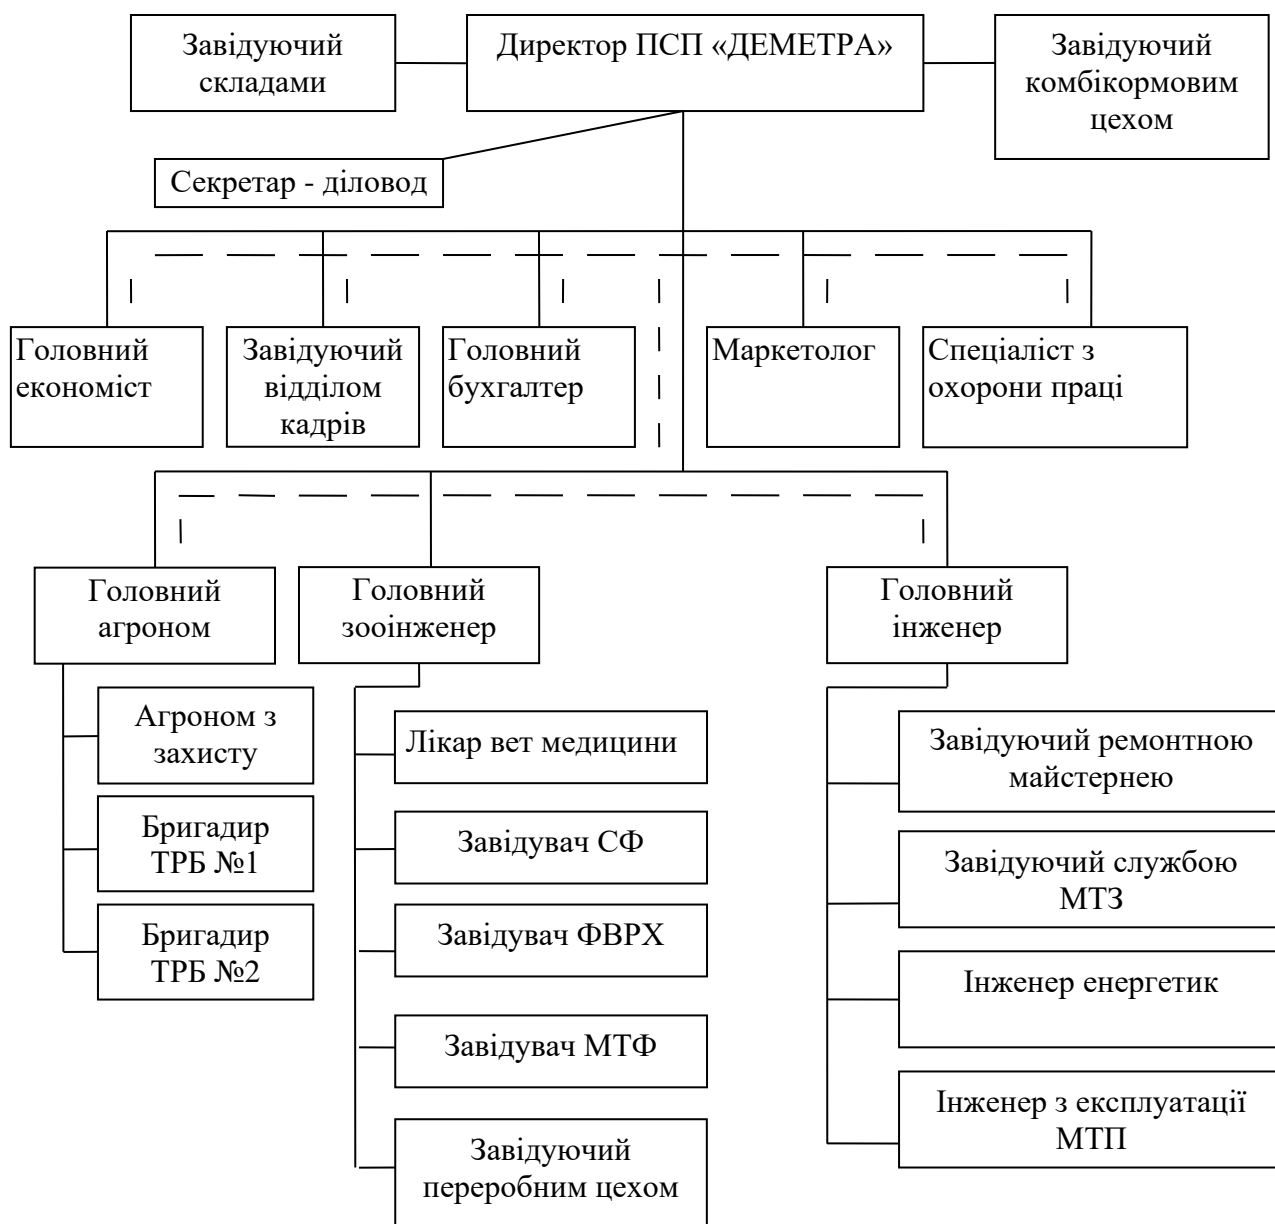 Завідуючий
складами
Директор ПСП «ДЕМЕТРА»
Завідуючий
комбікормовим
цехом
Секретар - діловод
Головний
економіст
Завідуючий
відділом
кадрів
Головний
бухгалтер
Маркетолог
Спеціаліст з
охорони праці
Головний
агроном
Головний
зооінженер
Головний
інженер
Агроном з
захисту
Бригадир
ТРБ №1
Бригадир
ТРБ №2
Лікар вет медицини
Завідувач СФ
Завідувач ФВРХ
Завідувач МТФ
Завідуючий
переробним цехом
Завідуючий ремонтною
майстернею
Завідуючий службою
МТЗ
Інженер енергетик
Інженер з експлуатації
МТП